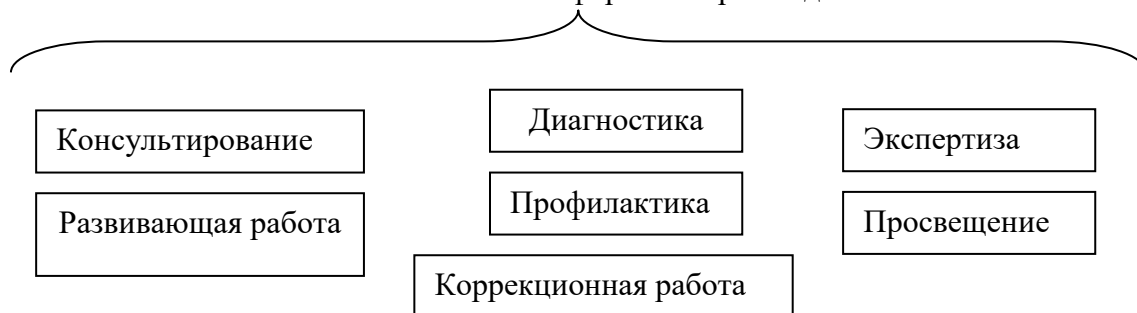 Консультирование
Диагностика
Экспертиза
Развивающая работа
Профилактика
Просвещение
Коррекционная работа